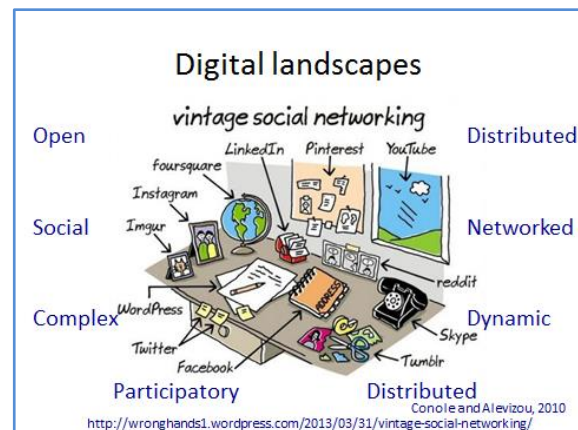 Digital landscapes
vintage social networking
Open
Distributed
LinkedIn
Pinterest
YouTube
foursquare
Instagram
Social
Imgur
Networked
reddit
WordPress
ADDRESS
Complex
Dynamic
Skype
Twitter
Facebook
Tumblr
Participatory
Distributed
Conole and Alevizou, 2010
http://wronghands1.wordpress.com/2013/03/31/vintage-social-networking/